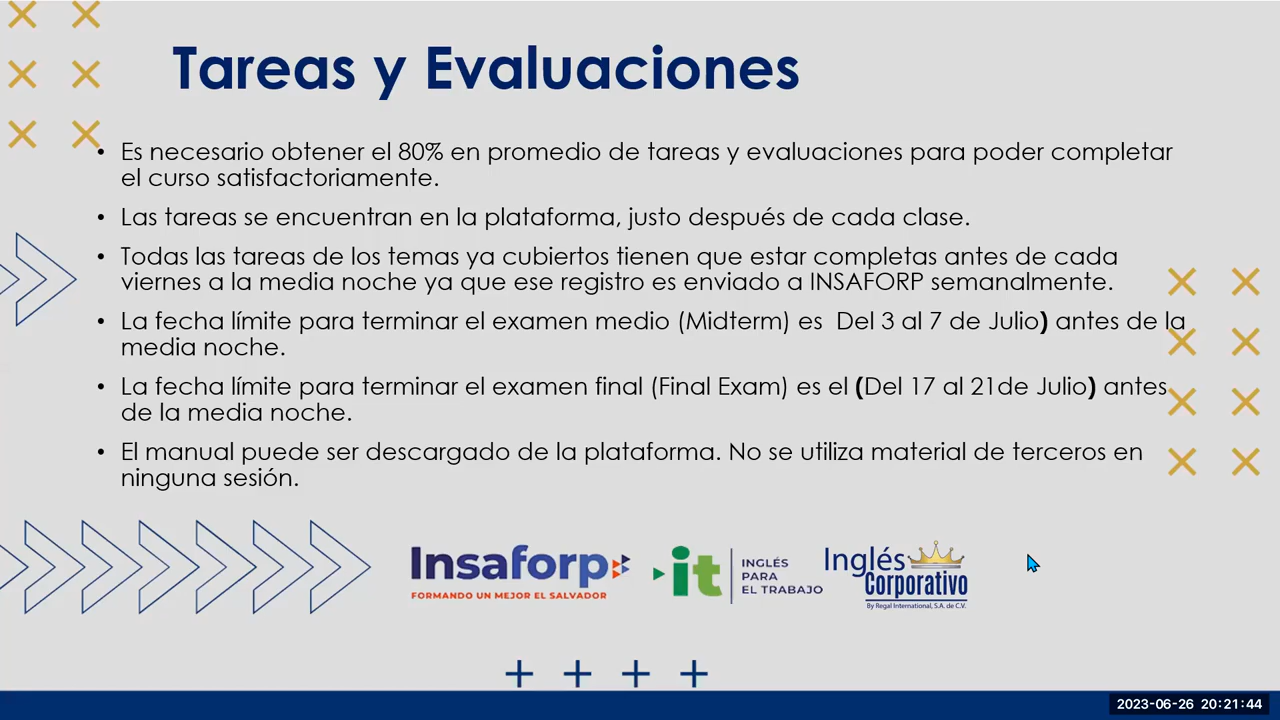 Tareas y Evaluaciones
• Es necesario obtener el 80% en promedio de tareas y evaluaciones para poder completar
el curso satisfactoriamente.
• Las tareas se encuentran en la plataforma, justo después de cada clase.
• Todas las tareas de los temas ya cubiertos tienen que estar completas antes de cada
viernes a la media noche ya que ese registro es enviado a INSAFORP semanalmente.
• La fecha límite para terminar el examen medio (Midterm) es  Del 3 al 7 de Julio) antes de la
media noche.
• La fecha límite para terminar el examen final (Final Exam) es el (Del 17 al 21de Julio) antes
de la media noche.
• El manual puede ser descargado de la plataforma. No se utiliza material de terceros en
ninguna sesión.
Insaforp
FORMANDO UN MEJOR EL SALVADOR
it
INGLÉS
PARA
EL TRABAJO
Inglés
Corporativo
By Regal International, S.A. de C.V.
2023-06-26 20:21:44